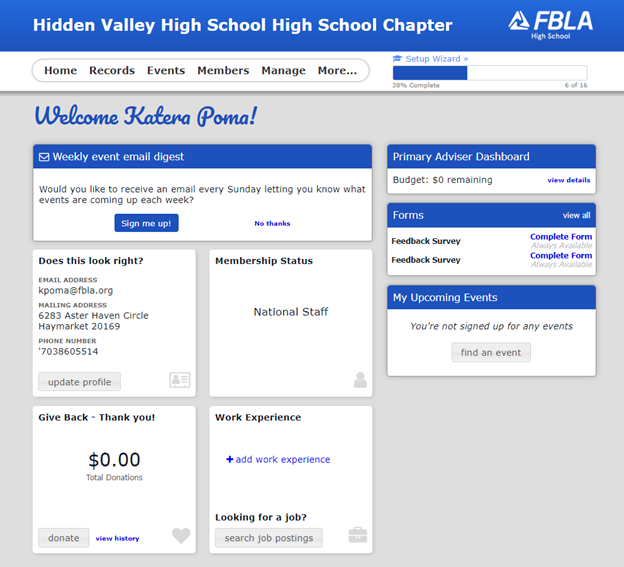 Hidden Valley High School High School Chapter
FBLA
High School
Home Records Events Members Manage More...
Setup Wizard »
38% Complete 6 of 16
Welcome Katera Poma!
Weekly event email digest
Would you like to receive an email every Sunday letting you know what
events are coming up each week?
Sign me up! No thanks
Primary Adviser Dashboard
Budget: $0 remaining view details
Forms view all
Feedback Survey Complete Form
Always Available
Feedback Survey Complete Form
Always Available
My Upcoming Events
You're not signed up for any events
find an event
Does this look right?
EMAIL ADDRESS
kpoma@fbla.org
MAILING ADDRESS
6283 Aster Haven Circle
Haymarket 20169
PHONE NUMBER
'7038605514
update profile
Membership Status
National Staff
Give Back - Thank you!
$0.00
Total Donations
donate view history
Work Experience
+ add work experience
Looking for a job?
search job postings